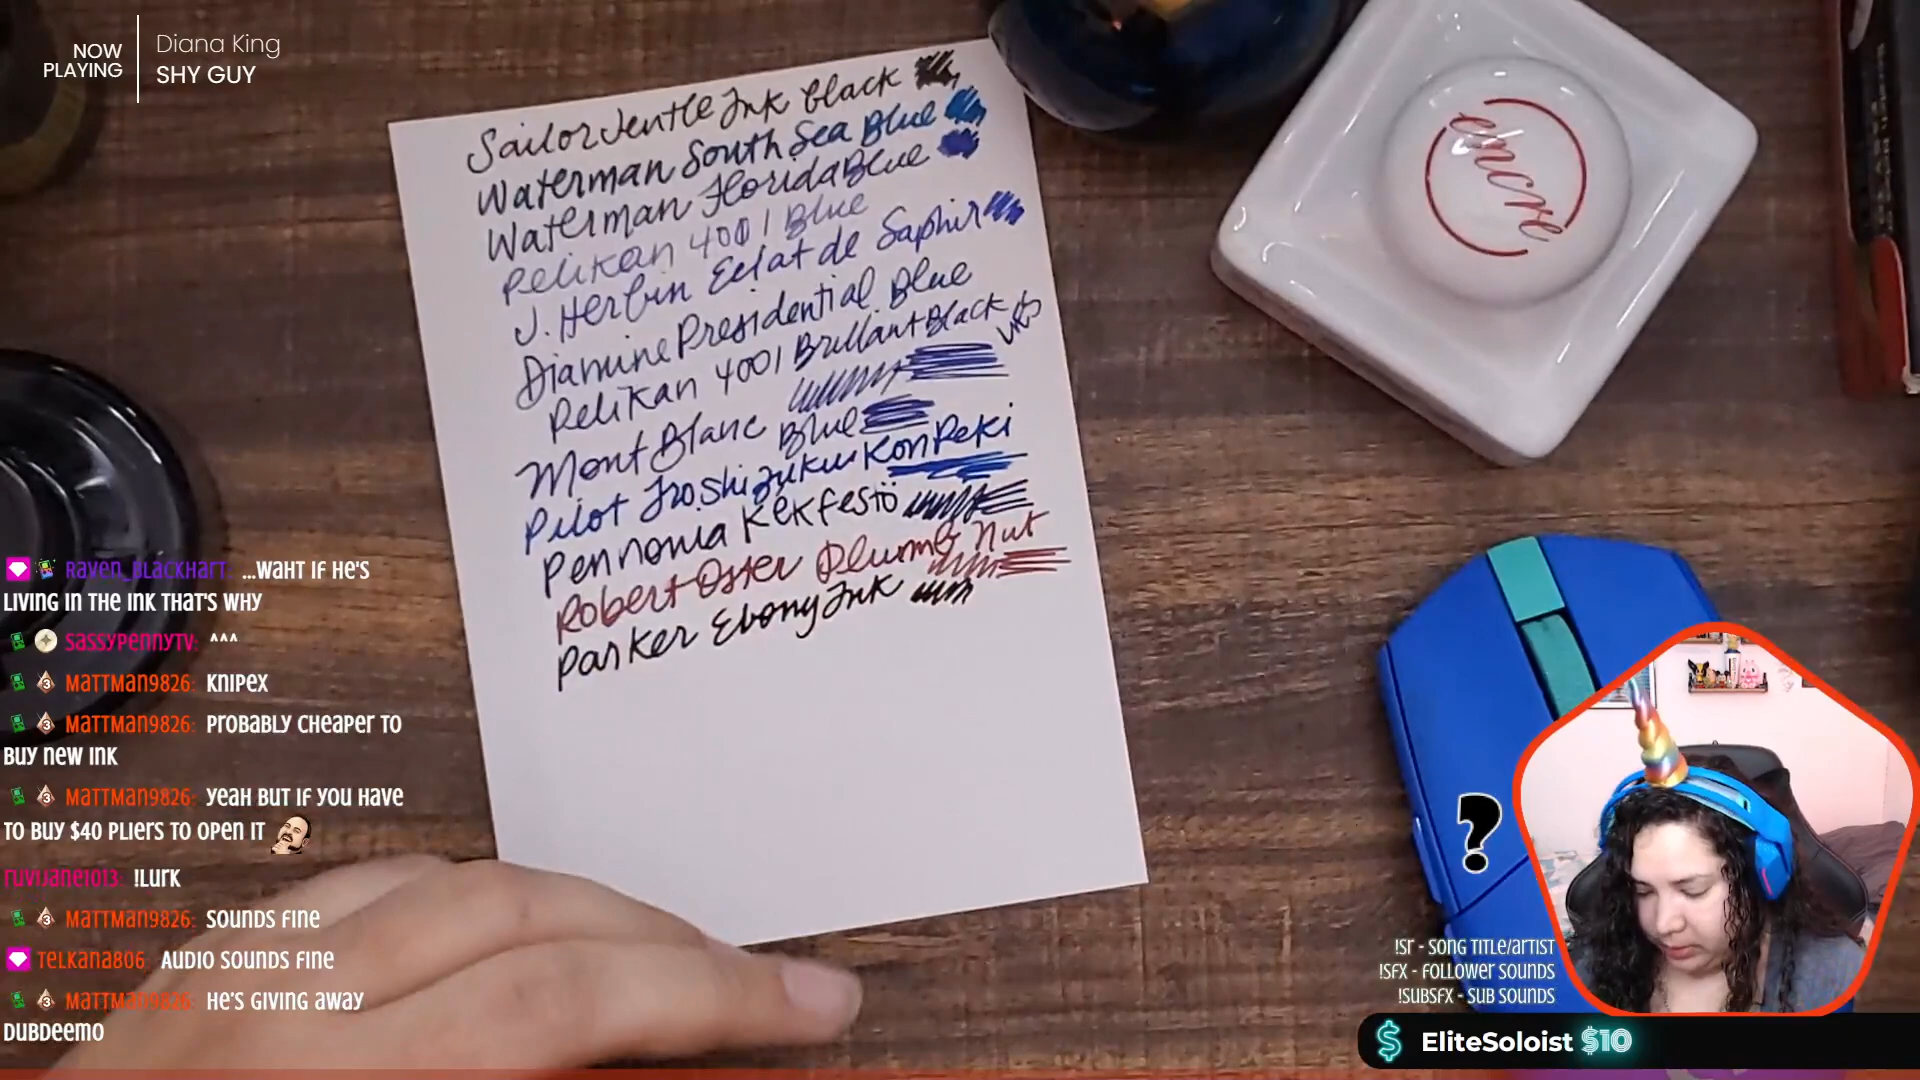 NOW PLAYING
Diana King
SHY GUY
Sailor Jentle Ink black
Waterman South Sea Blue
Waterman Florida Blue
Pelikan 4001 Blue
J. Herbin Eclat de Saphir
Diamine Presidential Blue
Pelikan 4001 Brillant Black
Mont Blanc Blue
Pilot Iroshizuku Kon Peki
Pennonia Kékfestő
Robert Oster Plumb Nut
Parker Ebony Ink
encre
Raven_Blackhart: ...waht if he's
living in the ink that's why
SassyPennyTV: ^^^
MattMan9826: Knipex
MattMan9826: Probably cheaper to
buy new ink
MattMan9826: yeah but if you have
to buy $40 pliers to open it
ruvijane1013: !lurk
MattMan9826: sounds fine
Telkana806 Audio sounds fine
MattMan9826: he's giving away
dubdeemo
?
!sr - song title/artist
!sfx - follower sounds
!subsfx - sub sounds
$ EliteSoloist $10